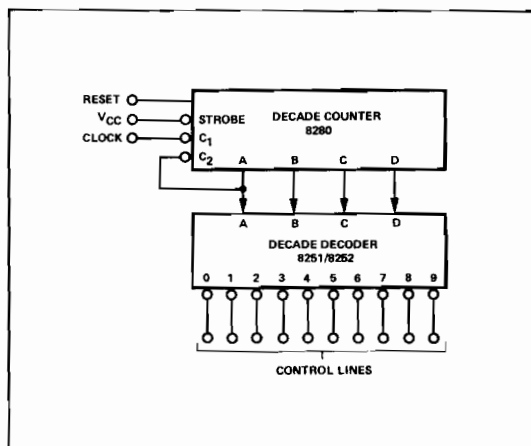 RESET
VCC
CLOCK
STROBE
C1
C2
DECADE COUNTER
8280
A B C D
A B C D
DECADE DECODER
8251/8252
0 1 2 3 4 5 6 7 8 9
CONTROL LINES